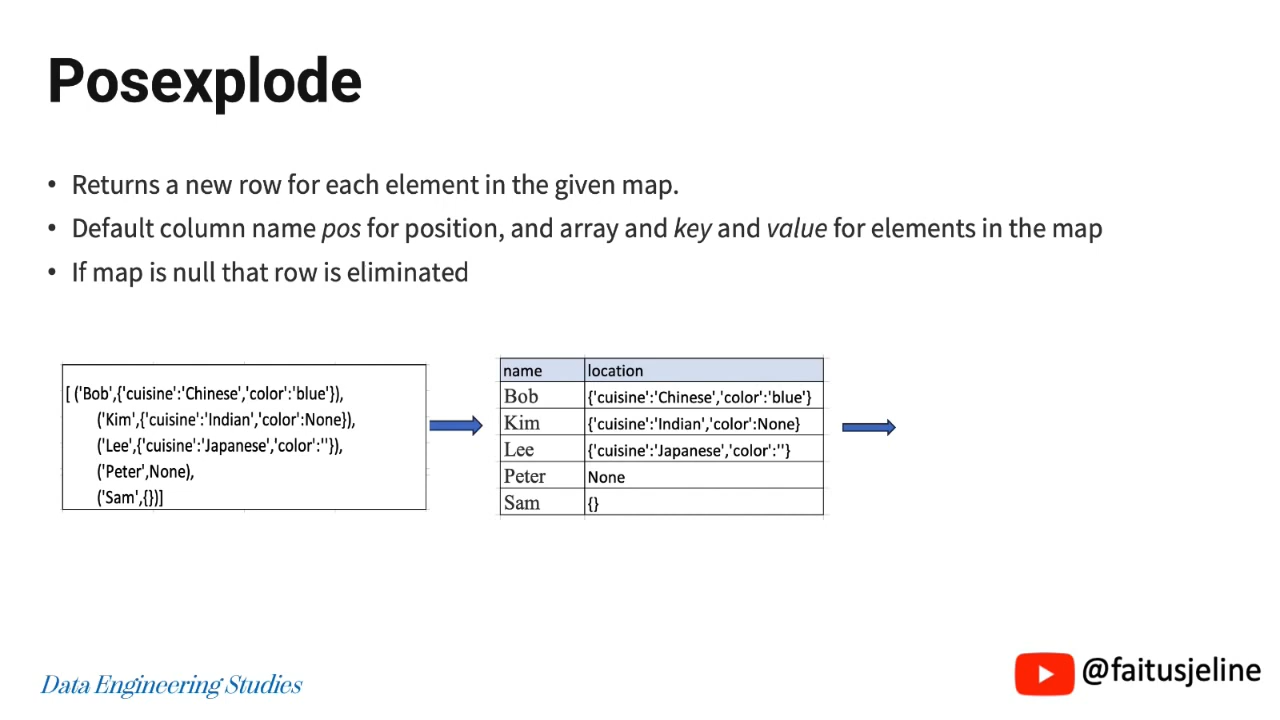 Posexplode
• Returns a new row for each element in the given map.
• Default column name pos for position, and array and key and value for elements in the map
• If map is null that row is eliminated
[ ('Bob',{'cuisine':'Chinese','color':'blue'}),
('Kim',{'cuisine':'Indian','color':None}),
('Lee',{'cuisine':'Japanese','color':''}),
('Peter',None),
('Sam',{})]
name location
Bob {'cuisine':'Chinese','color':'blue'}
Kim {'cuisine':'Indian','color':None}
Lee {'cuisine':'Japanese','color':''}
Peter None
Sam {}
Data Engineering Studies
@faitusjeline